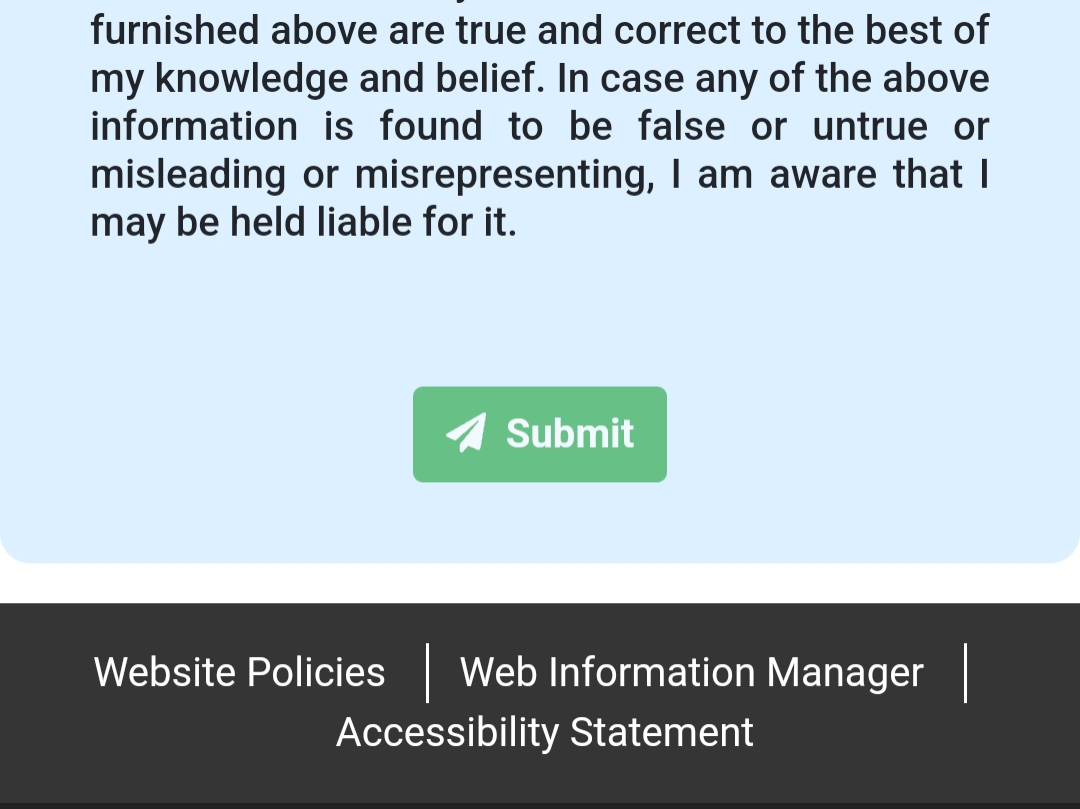 furnished above are true and correct to the best of
my knowledge and belief. In case any of the above
information is found to be false or untrue or
misleading or misrepresenting, I am aware that I
may be held liable for it.
Submit
Website Policies
Web Information Manager
Accessibility Statement